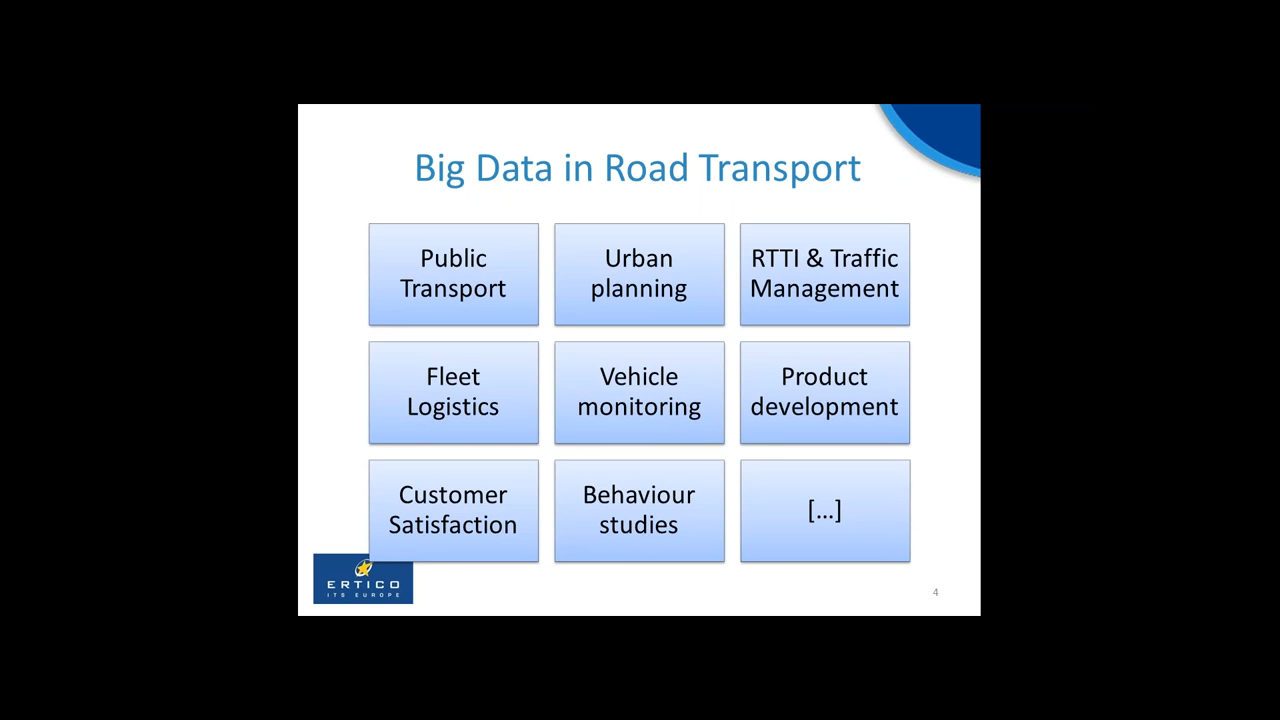 Big Data in Road Transport
Public
Transport
Urban
planning
RTTI & Traffic
Management
Fleet
Logistics
Vehicle
monitoring
Product
development
Customer
Satisfaction
Behaviour
studies
[…]
ERTICO
ITS EUROPE
4